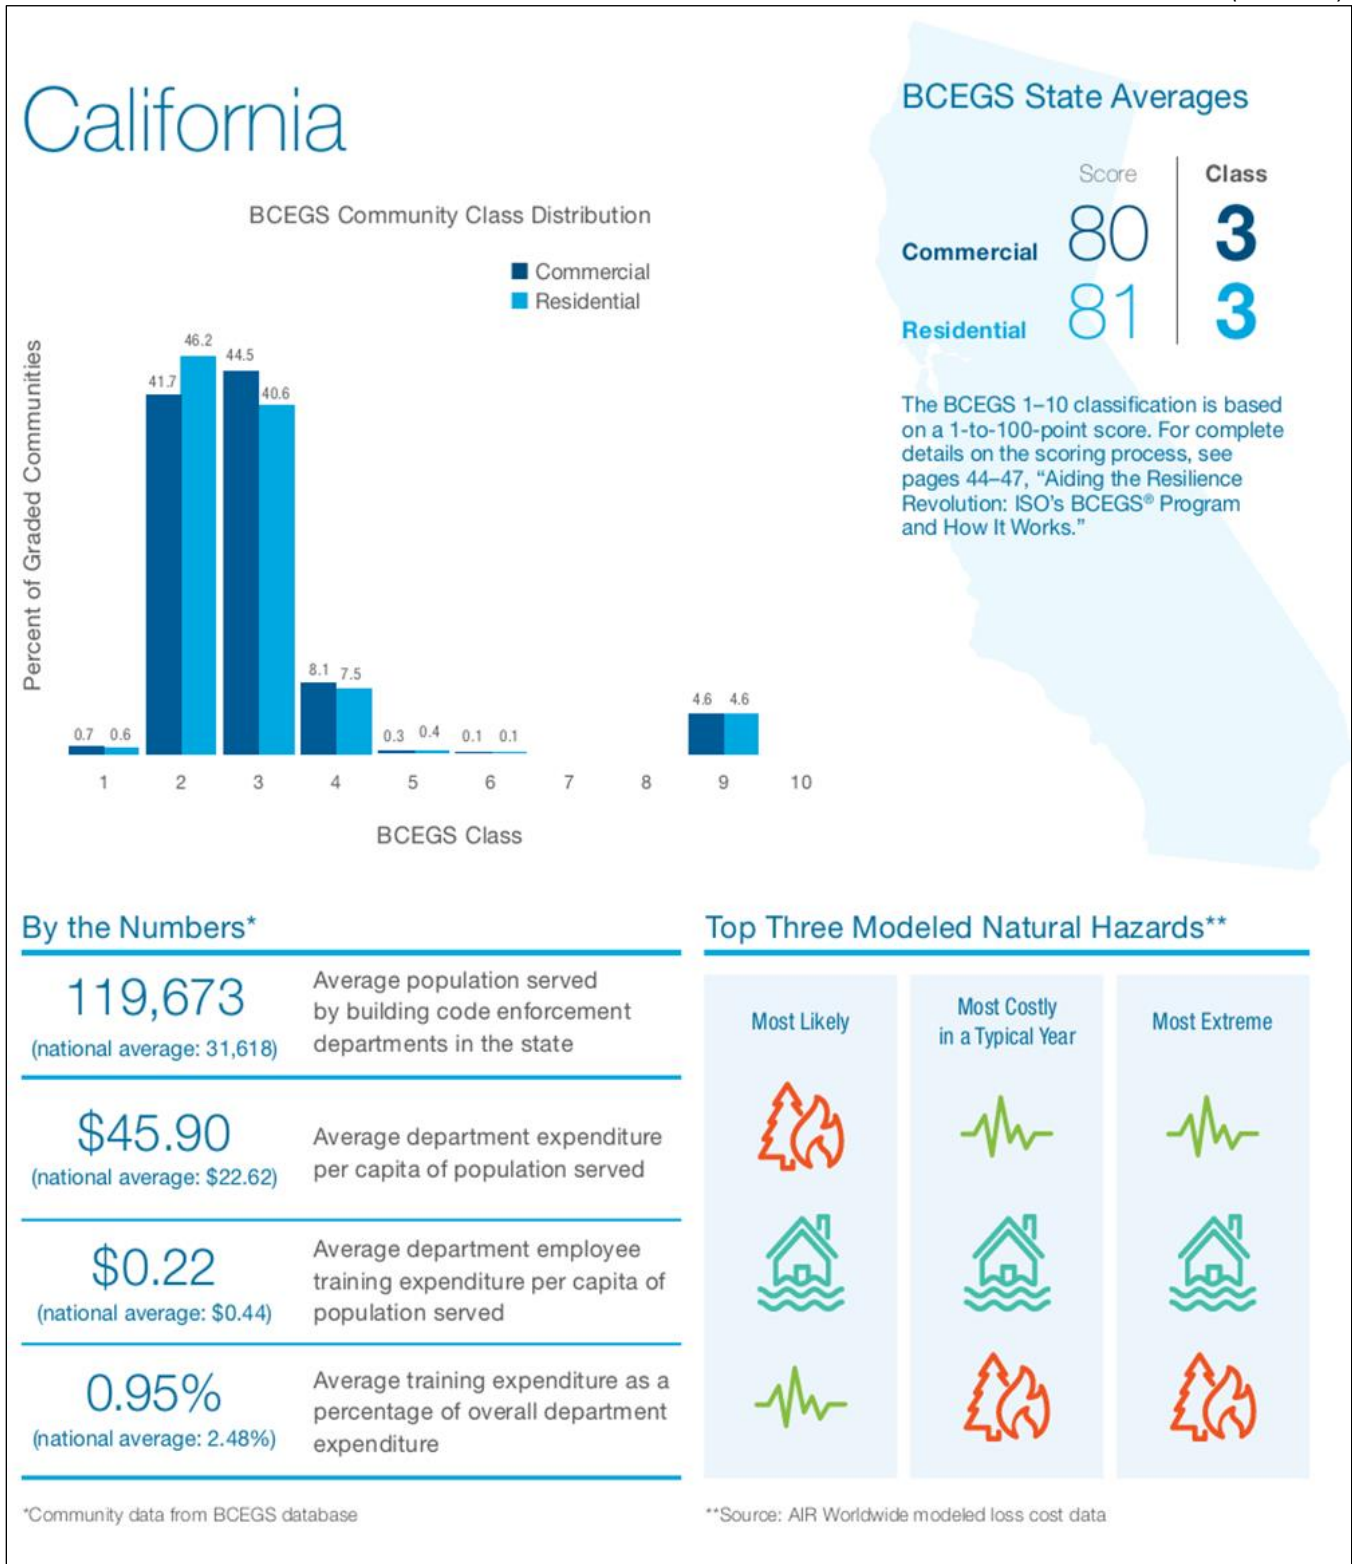 California
BCEGS Community Class Distribution
Commercial
Residential
Percent of Graded Communities
0.7 0.6
41.7 46.2
44.5 40.6
8.1 7.5
0.3 0.4
0.1 0.1
4.6 4.6
1 2 3 4 5 6 7 8 9 10
BCEGS Class
BCEGS State Averages
Score Class
Commercial 80 3
Residential 81 3
The BCEGS 1–10 classification is based
on a 1-to-100-point score. For complete
details on the scoring process, see
pages 44–47, “Aiding the Resilience
Revolution: ISO’s BCEGS® Program
and How It Works.”
By the Numbers*
119,673
(national average: 31,618)
Average population served
by building code enforcement
departments in the state
$45.90
(national average: $22.62)
Average department expenditure
per capita of population served
$0.22
(national average: $0.44)
Average department employee
training expenditure per capita of
population served
0.95%
(national average: 2.48%)
Average training expenditure as a
percentage of overall department
expenditure
*Community data from BCEGS database
Top Three Modeled Natural Hazards**
Most Likely
Most Costly
in a Typical Year
Most Extreme
**Source: AIR Worldwide modeled loss cost data